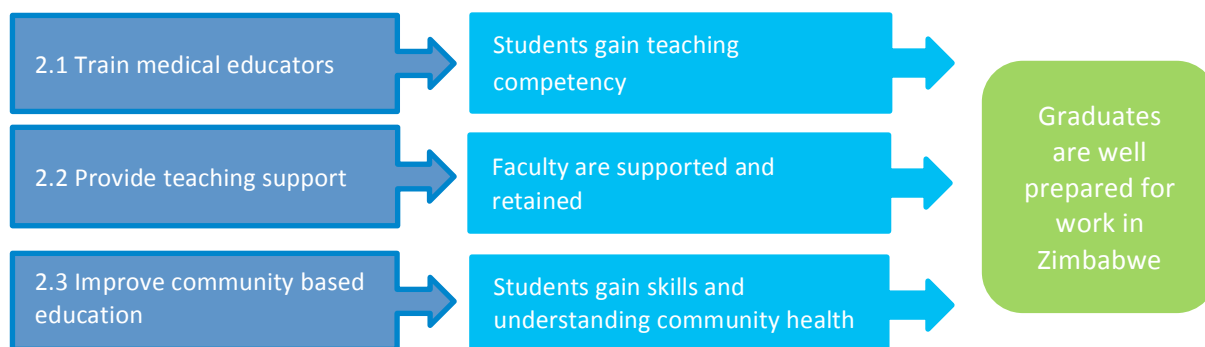 2.1 Train medical educators
Students gain teaching
competency
2.2 Provide teaching support
Faculty are supported and
retained
2.3 Improve community based
education
Students gain skills and
understanding community health
Graduates
are well
prepared for
work in
Zimbabwe